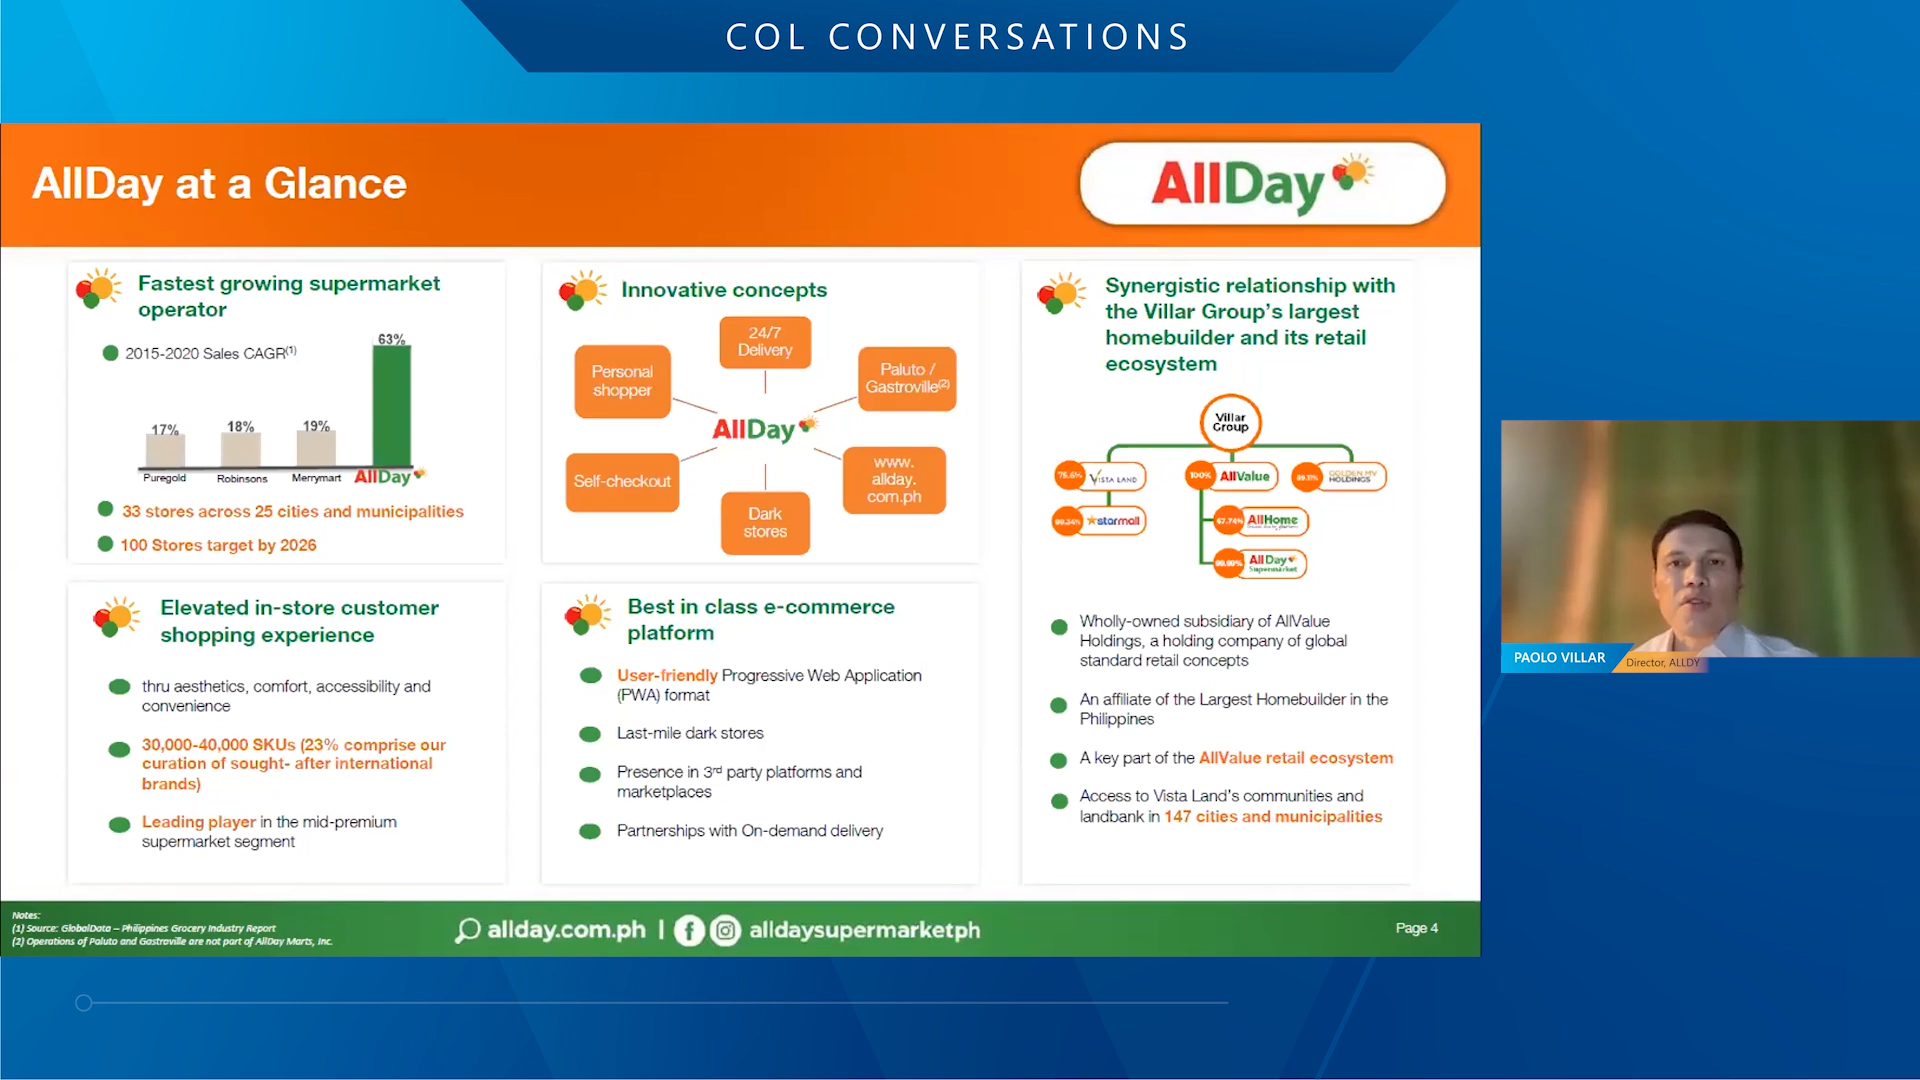 COL CONVERSATIONS
AllDay at a Glance
AllDay
Fastest growing supermarket
operator
2015-2020 Sales CAGR(1)
17%
18%
19%
63%
Puregold
Robinsons
Merrymart
AllDay
33 stores across 25 cities and municipalities
100 Stores target by 2026
Innovative concepts
24/7
Delivery
Personal
shopper
Paluto /
Gastroville(2)
AllDay
Self-checkout
www.
allday.
com.ph
Dark
stores
Synergistic relationship with
the Villar Group's largest
homebuilder and its retail
ecosystem
Villar
Group
VISTA LAND
100%
AllValue
GOLDEN MV
HOLDINGS
starmall
67.74%
AllHome
AllDay
Supermarket
Elevated in-store customer
shopping experience
thru aesthetics, comfort, accessibility and
convenience
30,000-40,000 SKUs (23% comprise our
curation of sought- after international
brands)
Leading player in the mid-premium
supermarket segment
Best in class e-commerce
platform
User-friendly Progressive Web Application
(PWA) format
Last-mile dark stores
Presence in 3rd party platforms and
marketplaces
Partnerships with On-demand delivery
Wholly-owned subsidiary of AllValue
Holdings, a holding company of global
standard retail concepts
An affiliate of the Largest Homebuilder in the
Philippines
A key part of the AllValue retail ecosystem
Access to Vista Land's communities and
landbank in 147 cities and municipalities
PAOLO VILLAR
Director, ALLDY
Notes:
(1) Source: GlobalData – Philippines Grocery Industry Report
(2) Operations of Paluto and Gastroville are not part of AllDay Marts, Inc.
allday.com.ph | alldaysupermarketph
Page 4